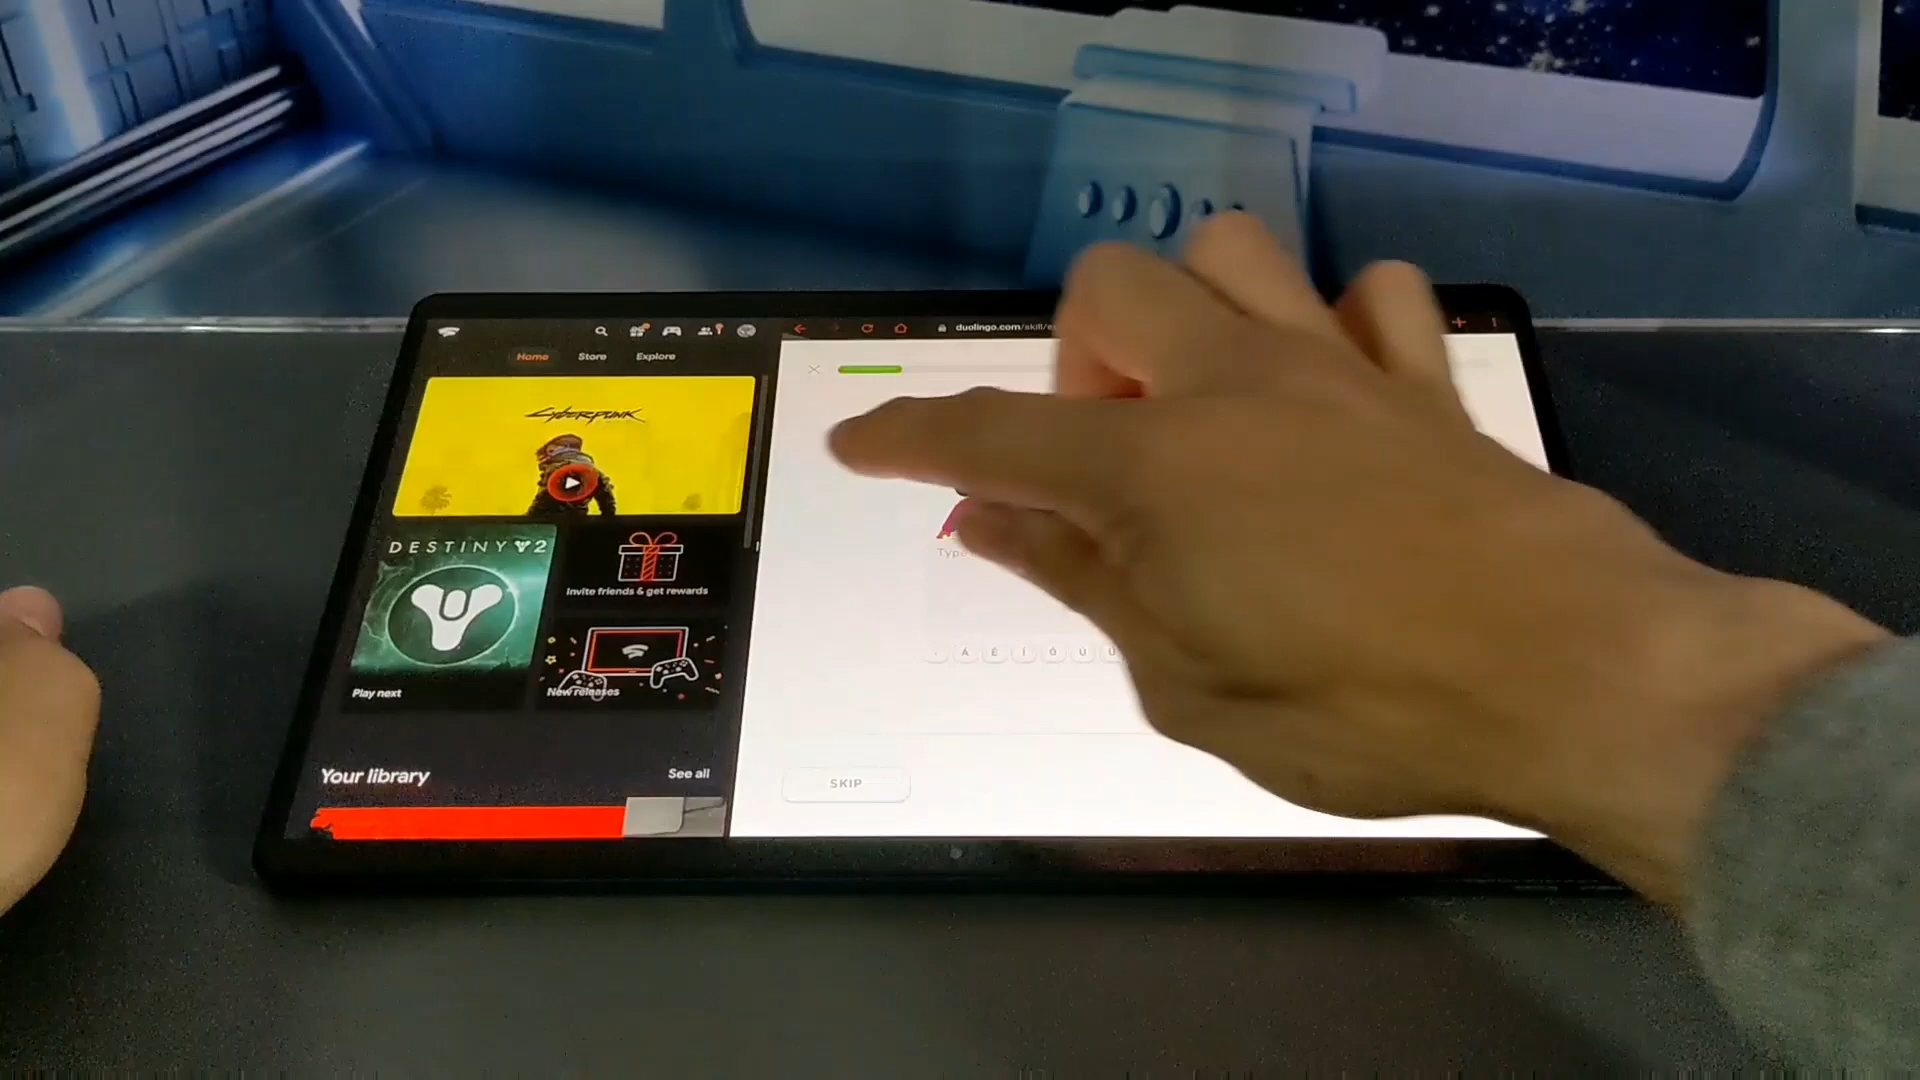 Home Store Explore
CYBERPUNK
DESTINY 2
Invite friends & get rewards
Play next
New releases
Your library See all
duolingo.com/skill/es
Á É Í Ó Ú Ü
SKIP